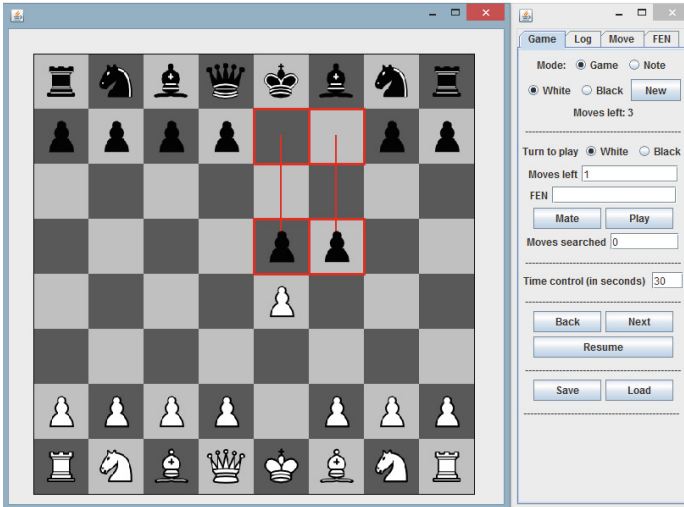 Game Log Move FEN
Mode: Game Note
White Black New
Moves left: 3
Turn to play White Black
Moves left 1
FEN
Mate Play
Moves searched 0
Time control (in seconds) 30
Back Next
Resume
Save Load